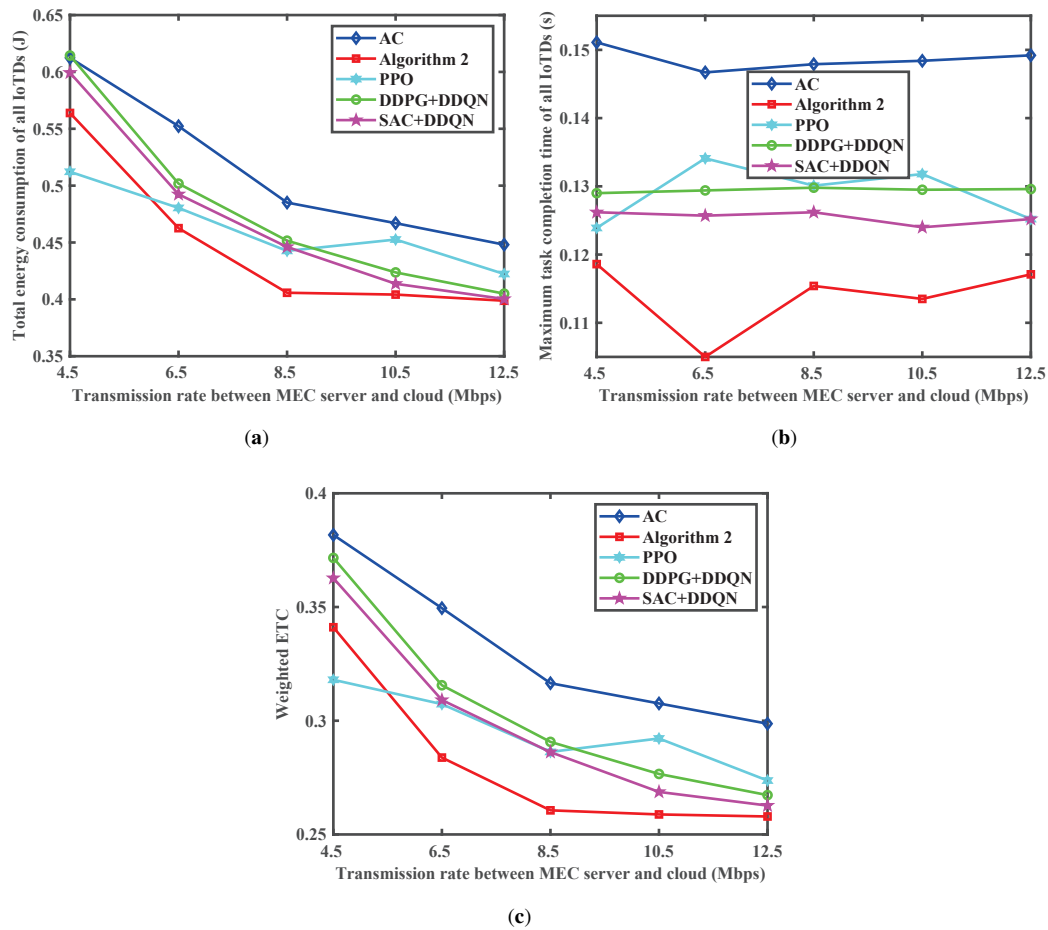 0.65
0.6
0.55
0.5
0.45
0.4
0.35
4.5 6.5 8.5 10.5 12.5
Total energy consumption of all IoTDs (J)
Transmission rate between MEC server and cloud (Mbps)
AC
Algorithm 2
PPO
DDPG+DDQN
SAC+DDQN
(a)
0.15
0.14
0.13
0.12
0.11
4.5 6.5 8.5 10.5 12.5
Maximum task completion time of all IoTDs (s)
Transmission rate between MEC server and cloud (Mbps)
AC
Algorithm 2
PPO
DDPG+DDQN
SAC+DDQN
(b)
0.4
0.35
0.3
0.25
4.5 6.5 8.5 10.5 12.5
Weighted ETC
Transmission rate between MEC server and cloud (Mbps)
AC
Algorithm 2
PPO
DDPG+DDQN
SAC+DDQN
(c)